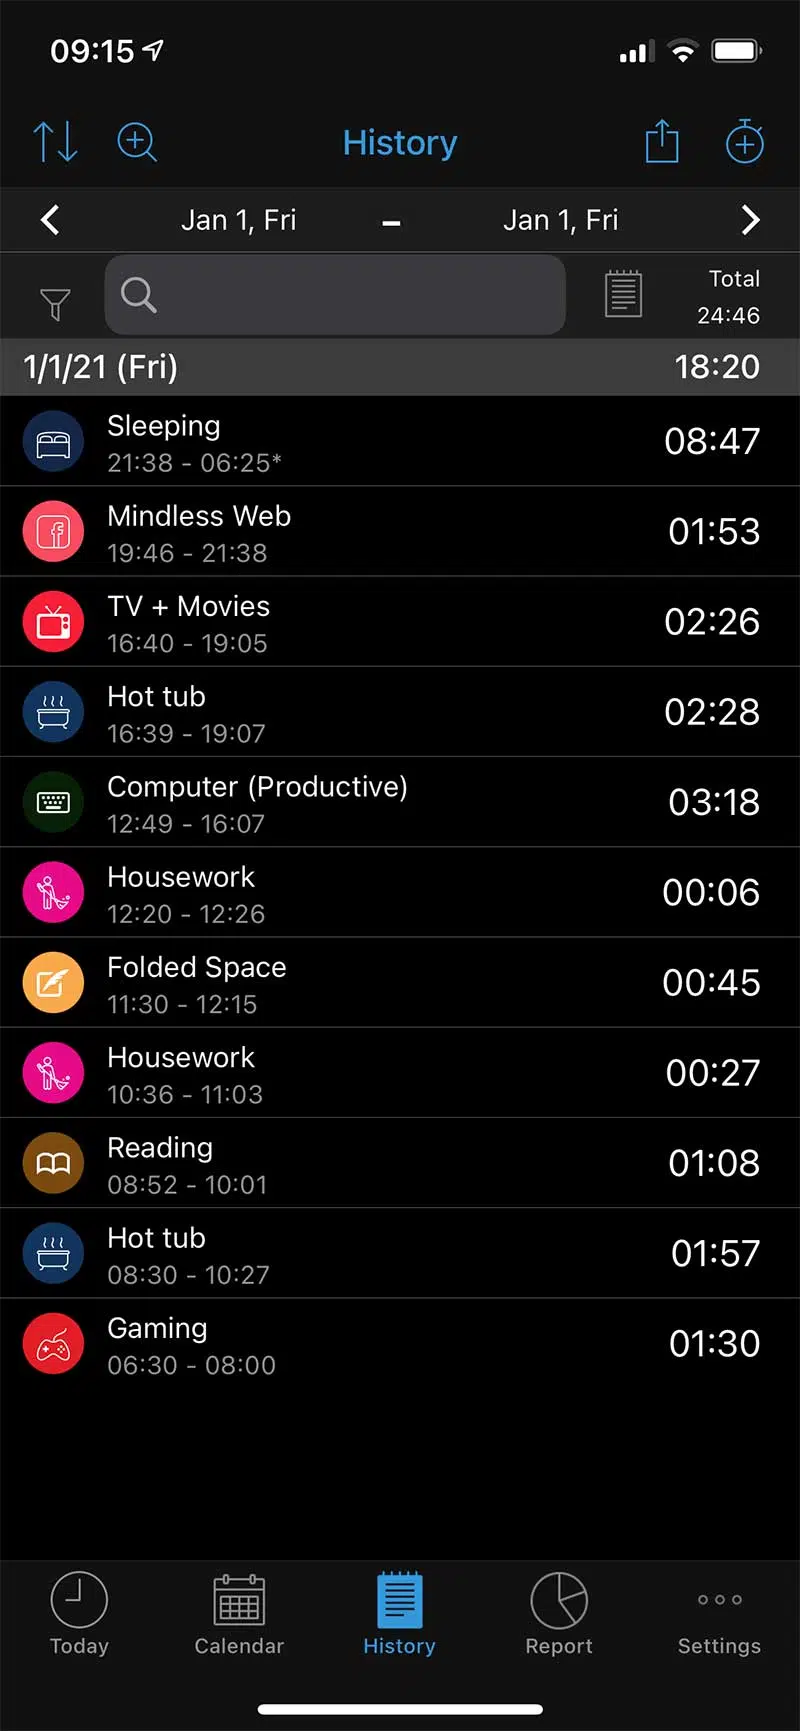 09:15
History
Jan 1, Fri – Jan 1, Fri
Total
24:46
1/1/21 (Fri) 18:20
Sleeping
21:38 - 06:25*
08:47
Mindless Web
19:46 - 21:38
01:53
TV + Movies
16:40 - 19:05
02:26
Hot tub
16:39 - 19:07
02:28
Computer (Productive)
12:49 - 16:07
03:18
Housework
12:20 - 12:26
00:06
Folded Space
11:30 - 12:15
00:45
Housework
10:36 - 11:03
00:27
Reading
08:52 - 10:01
01:08
Hot tub
08:30 - 10:27
01:57
Gaming
06:30 - 08:00
01:30
Today Calendar History Report Settings